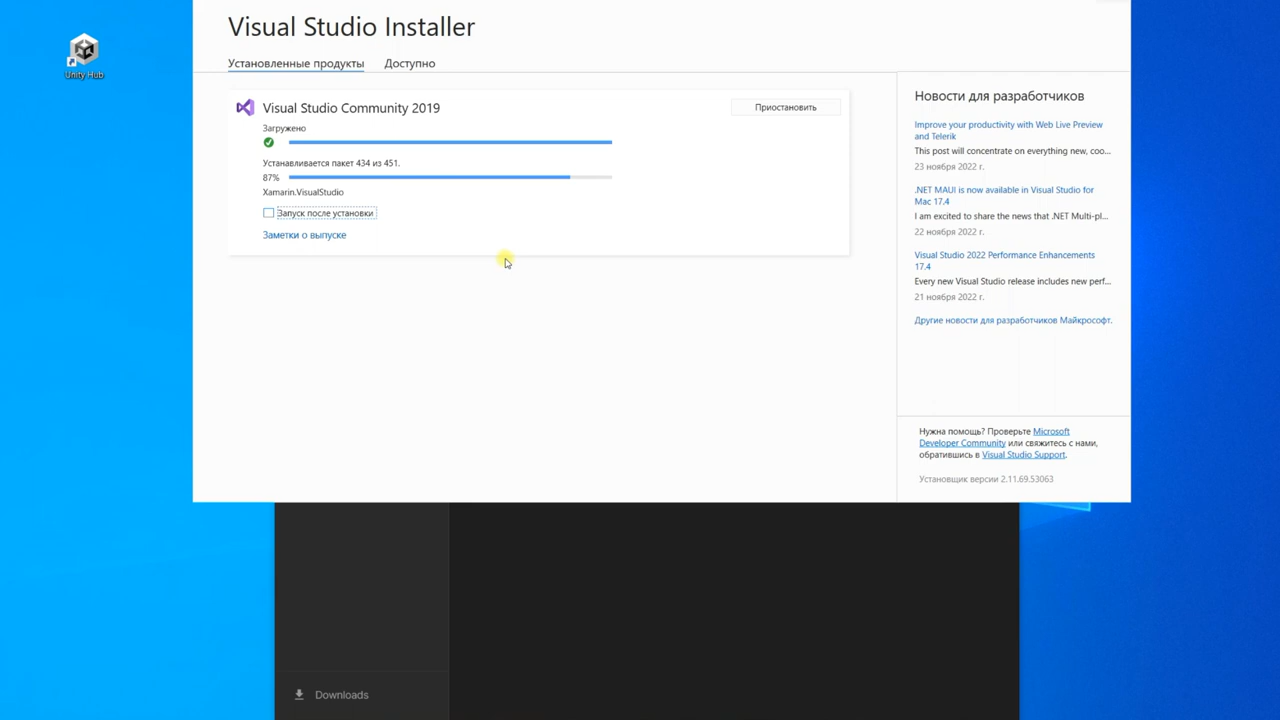 Visual Studio Installer
Unity Hub
Установленные продукты
Доступно
Visual Studio Community 2019
Приостановить
Загружено
Устанавливается пакет 434 из 451.
87%
Xamarin.VisualStudio
Запуск после установки
Заметки о выпуске
Новости для разработчиков
Improve your productivity with Web Live Preview
and Telerik
This post will concentrate on everything new, coo...
23 ноября 2022 г.
.NET MAUI is now available in Visual Studio for
Mac 17.4
I am excited to share the news that .NET Multi-pl...
22 ноября 2022 г.
Visual Studio 2022 Performance Enhancements
17.4
Every new Visual Studio release includes new perf...
21 ноября 2022 г.
Другие новости для разработчиков Майкрософт.
Нужна помощь? Проверьте Microsoft
Developer Community или свяжитесь с нами,
обратившись в Visual Studio Support.
Установщик версии 2.11.69.53063
Downloads